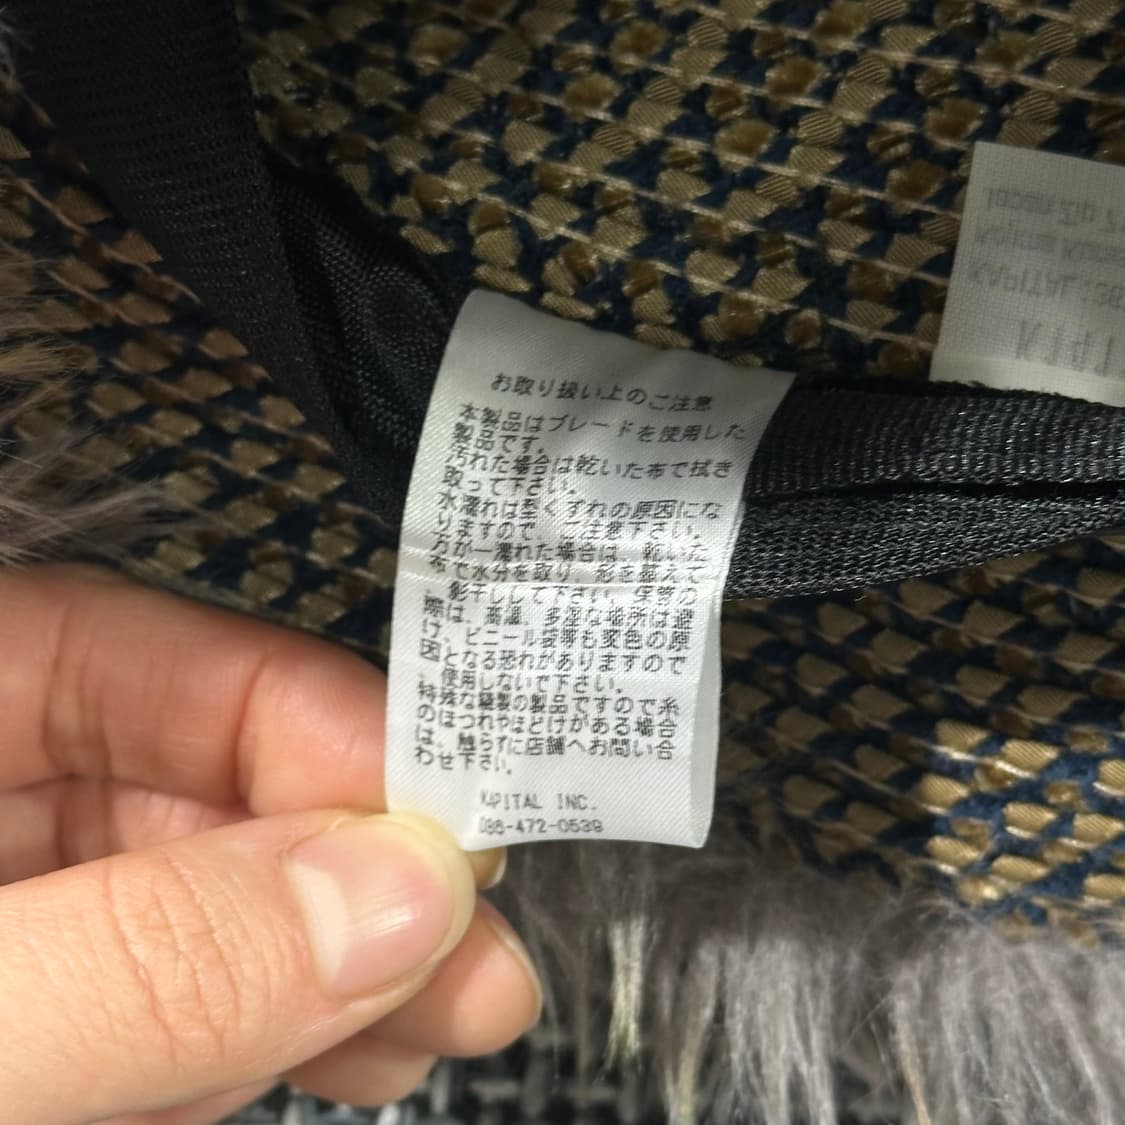 お取り扱い上のご注意
本製品はブレードを使用した
製品です。
汚れた場合は乾いた布で拭き
取って下さい。
水濡れは型くずれの原因にな
りますので、ご注意下さい。
万が一濡れた場合は、乾いた
布で水分を取り、形を整えて
影干しして下さい。保管の
際は、高温、多湿な場所は避
け、ビニール袋等も変色の原
因となる恐れがありますので
、使用しないで下さい。
特殊な縫製の製品ですので糸
のほつれやほどけがある場合
は、触らずに店舗へお問い合
わせ下さい。
KAPITAL INC.
086-472-0539